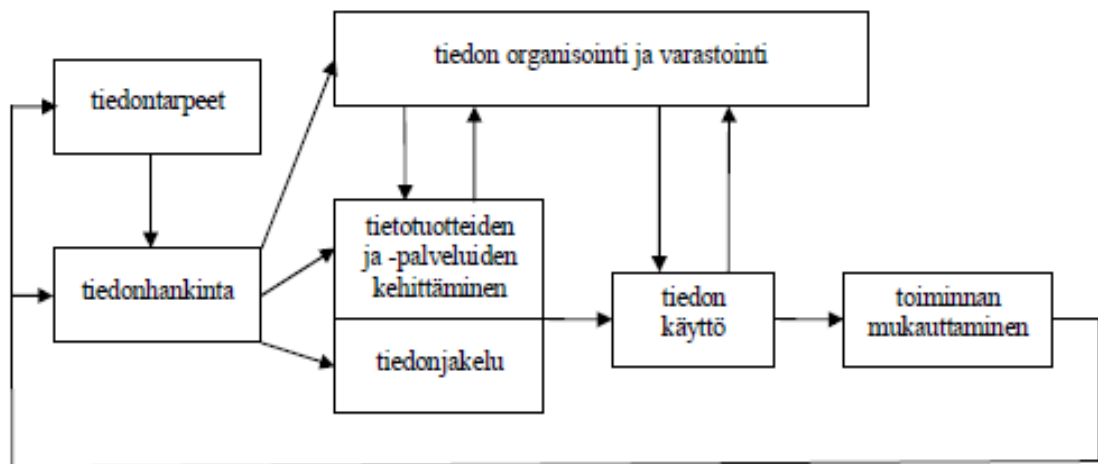 tiedon organisointi ja varastointi
tiedontarpeet
tietotuotteiden
ja -palveluiden
kehittäminen
tiedonhankinta
tiedon
käyttö
toiminnan
mukauttaminen
tiedonjakelu